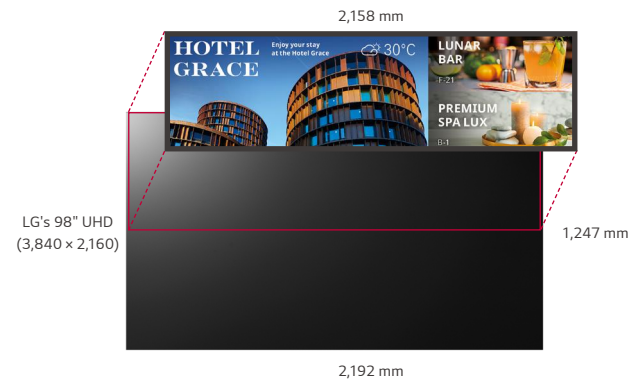 2,158 mm
HOTEL
GRACE
Enjoy your stay
at the Hotel Grace
30°C
LUNAR
BAR
F-21
PREMIUM
SPA LUX
B-1
LG's 98" UHD
(3,840 × 2,160)
1,247 mm
2,192 mm